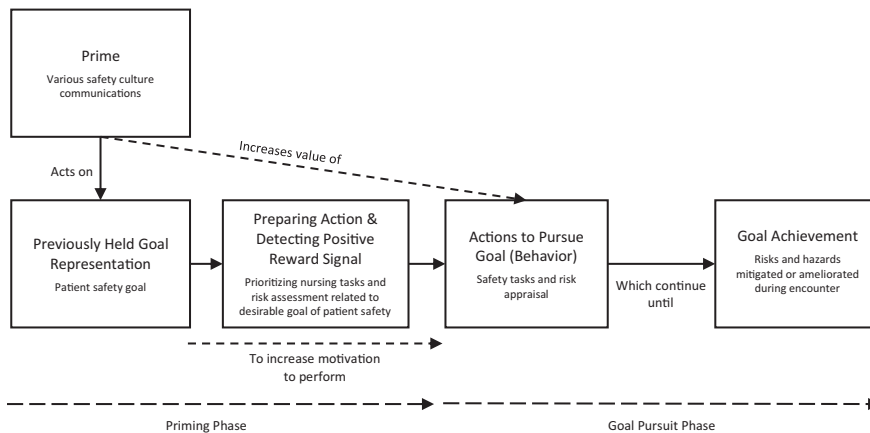 Prime
Various safety culture
communications
Increases value of
Acts on
Previously Held Goal
Representation
Patient safety goal
Preparing Action &
Detecting Positive
Reward Signal
Prioritizing nursing tasks and
risk assessment related to
desirable goal of patient safety
Actions to Pursue
Goal (Behavior)
Safety tasks and risk
appraisal
Which continue
until
Goal Achievement
Risks and hazards
mitigated or ameliorated
during encounter
To increase motivation
to perform
Priming Phase
Goal Pursuit Phase